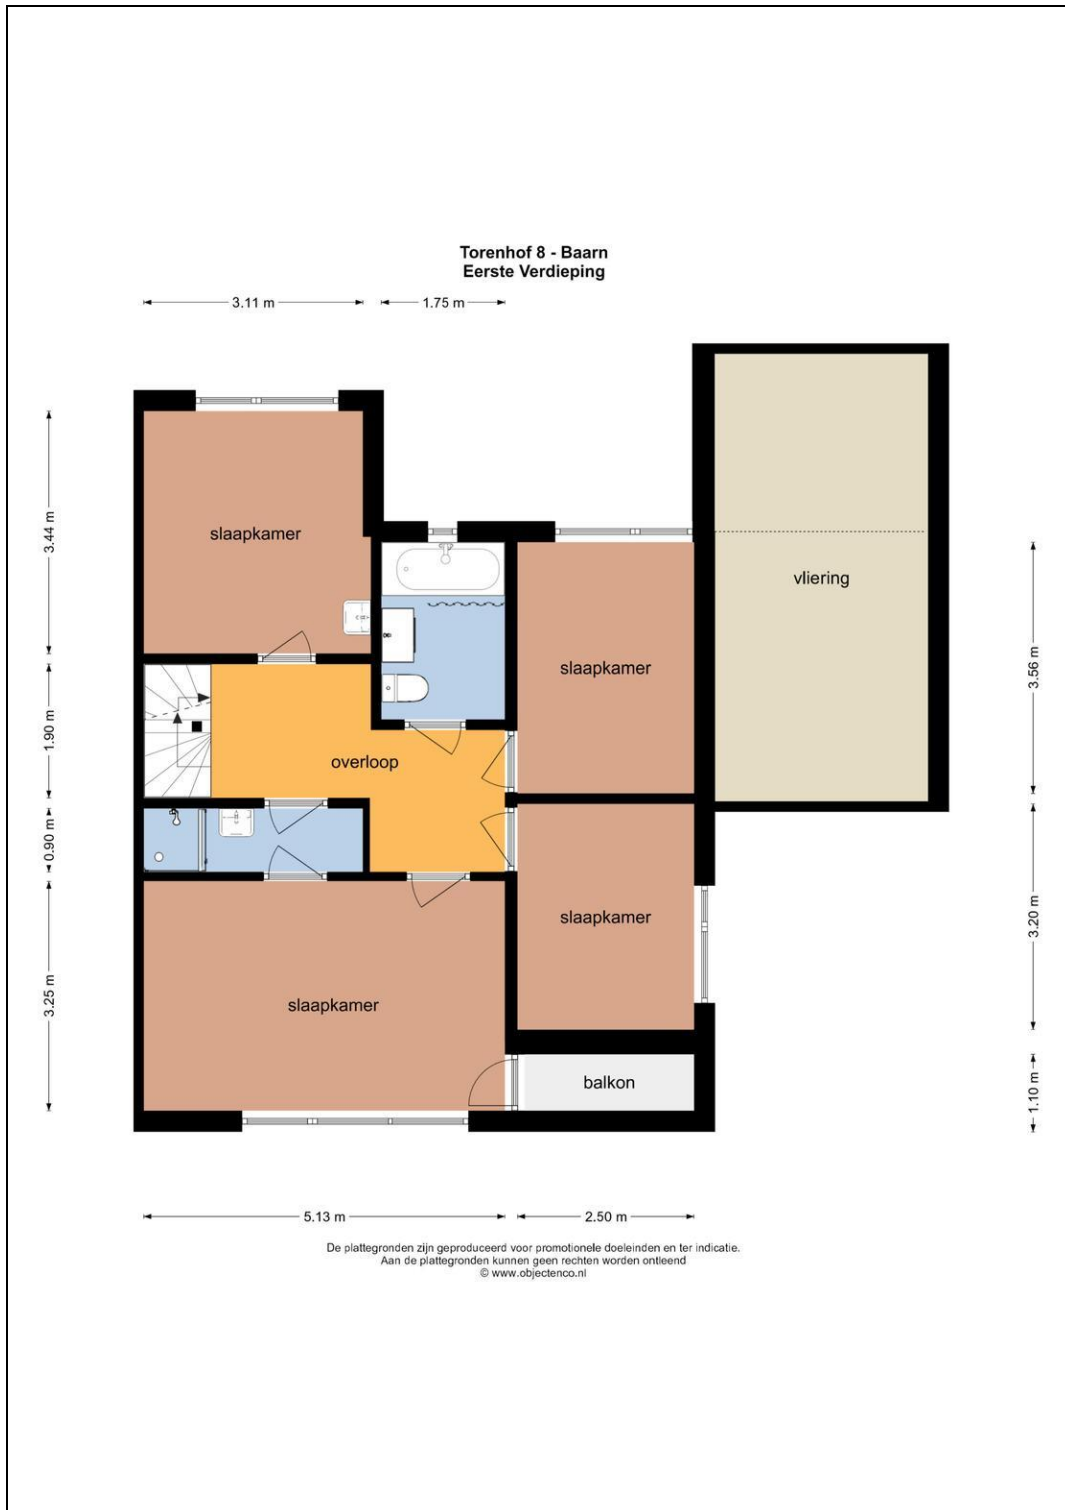 Torenhof 8 - Baarn
Eerste Verdieping
3.11 m
1.75 m
3.44 m
1.90 m
0.90 m
3.25 m
slaapkamer
vliering
slaapkamer
overloop
slaapkamer
slaapkamer
balkon
3.56 m
3.20 m
1.10 m
5.13 m
2.50 m
De plattegronden zijn geproduceerd voor promotionele doeleinden en ter indicatie.
Aan de plattegronden kunnen geen rechten worden ontleend
© www.objectenco.nl